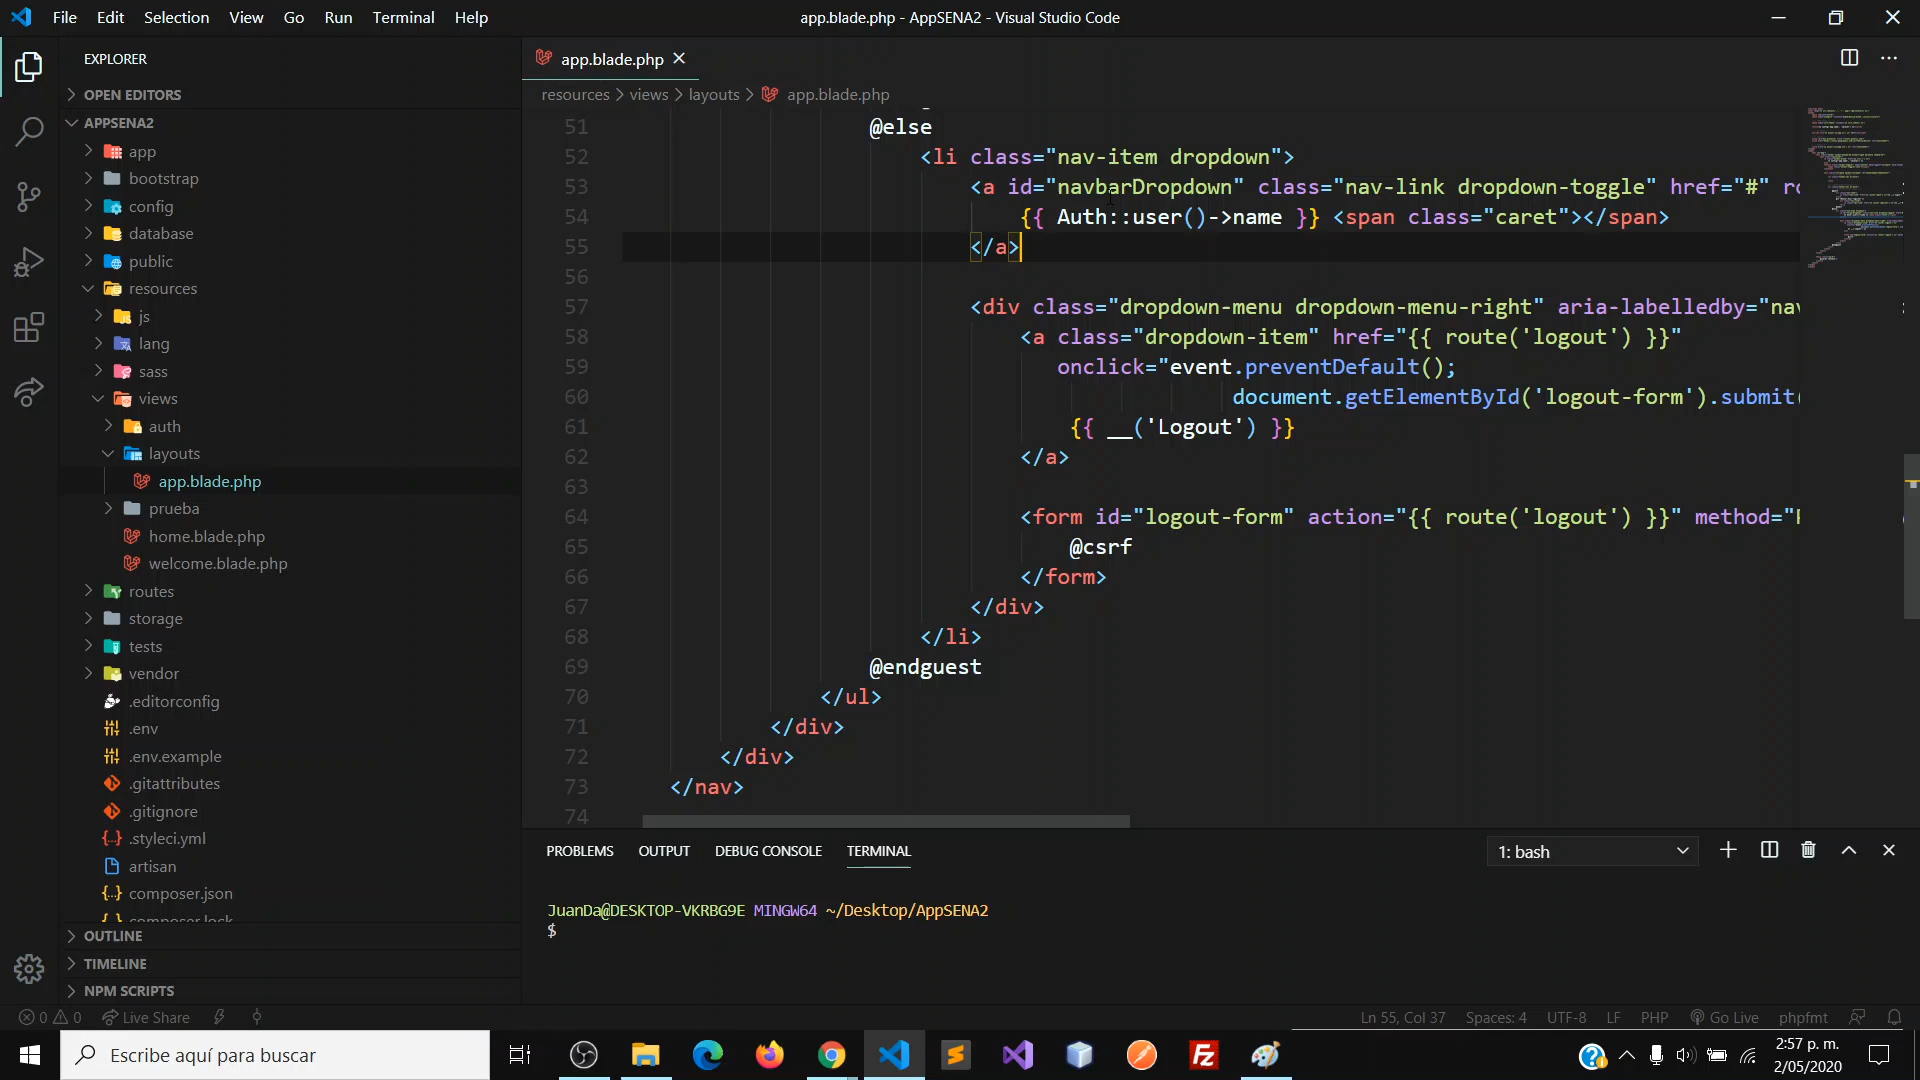 File Edit Selection View Go Run Terminal Help
app.blade.php - AppSENA2 - Visual Studio Code
EXPLORER
OPEN EDITORS
APPSENA2
app
bootstrap
config
database
public
resources
js
lang
sass
views
auth
layouts
app.blade.php
prueba
home.blade.php
welcome.blade.php
routes
storage
tests
vendor
.editorconfig
.env
.env.example
.gitattributes
.gitignore
.styleci.yml
artisan
composer.json
composer.lock
OUTLINE
TIMELINE
NPM SCRIPTS
app.blade.php
resources > views > layouts > app.blade.php
51 @else
52 <li class="nav-item dropdown">
53 <a id="navbarDropdown" class="nav-link dropdown-toggle" href="#"
54 {{ Auth::user()->name }} <span class="caret"></span>
55 </a>
56
57 <div class="dropdown-menu dropdown-menu-right" aria-labelledby="nav
58 <a class="dropdown-item" href="{{ route('logout') }}"
59 onclick="event.preventDefault();
60 document.getElementById('logout-form').submit(
61 {{ __('Logout') }}
62 </a>
63
64 <form id="logout-form" action="{{ route('logout') }}" method="
65 @csrf
66 </form>
67 </div>
68 </li>
69 @endguest
70 </ul>
71 </div>
72 </div>
73 </nav>
74
PROBLEMS OUTPUT DEBUG CONSOLE TERMINAL
1: bash
JuanDa@DESKTOP-VKRBG9E MINGW64 ~/Desktop/AppSENA2
$
0 0 Live Share
Ln 55, Col 37 Spaces: 4 UTF-8 LF PHP Go Live phpfmt
Escribe aquí para buscar
2:57 p. m.
2/05/2020